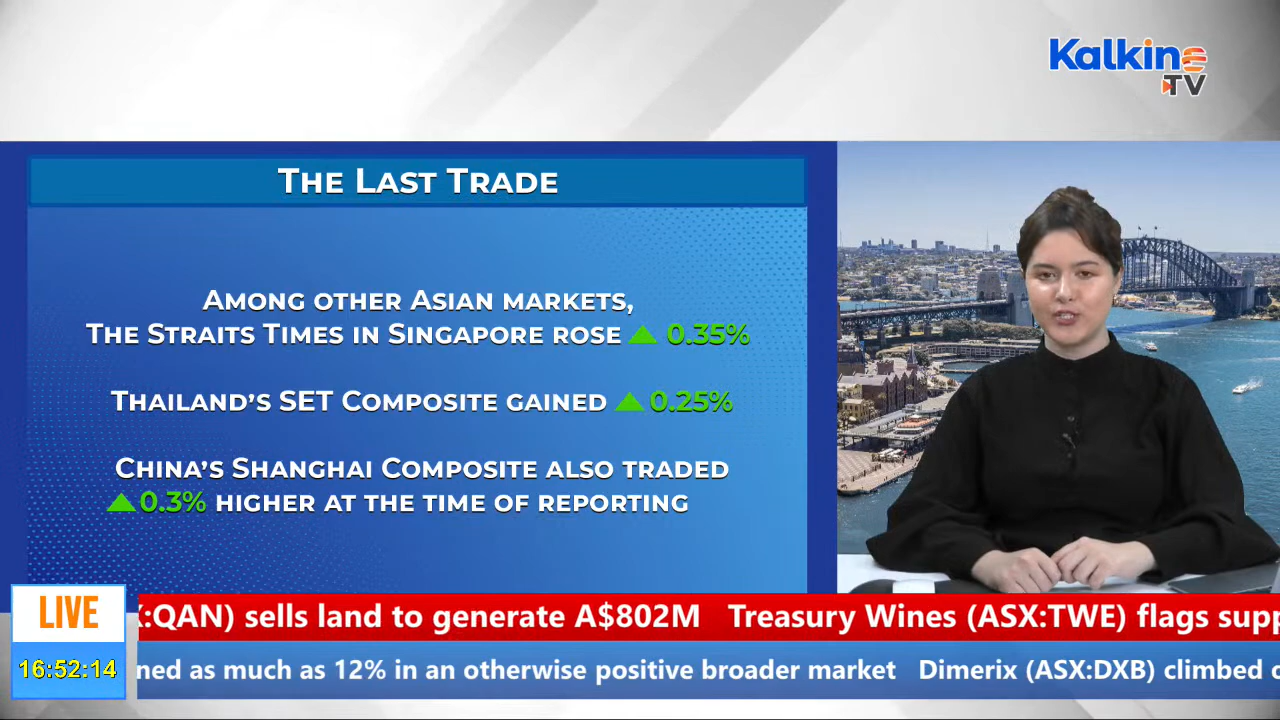 Kalkine
TV
THE LAST TRADE
AMONG OTHER ASIAN MARKETS,
THE STRAITS TIMES IN SINGAPORE ROSE ▲ 0.35%
THAILAND'S SET COMPOSITE GAINED ▲ 0.25%
CHINA'S SHANGHAI COMPOSITE ALSO TRADED
▲ 0.3% HIGHER AT THE TIME OF REPORTING
LIVE
:QAN) sells land to generate A$802M Treasury Wines (ASX:TWE) flags
16:52:14
ned as much as 12% in an otherwise positive broader market Dimerix (ASX:DXB) climbed